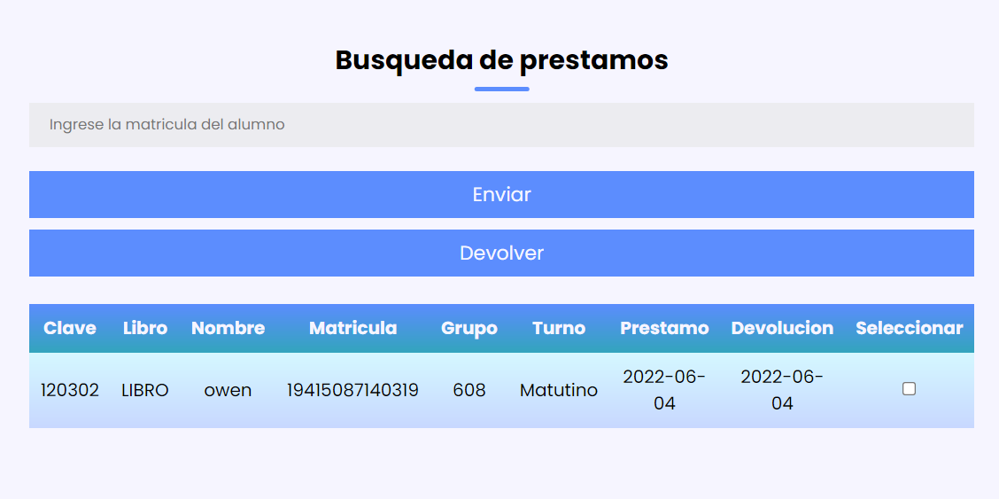 Busqueda de prestamos
Ingrese la matricula del alumno
Enviar
Devolver
Clave Libro Nombre Matricula Grupo Turno Prestamo Devolucion Seleccionar
120302 LIBRO owen 19415087140319 608 Matutino 2022-06-04 2022-06-04